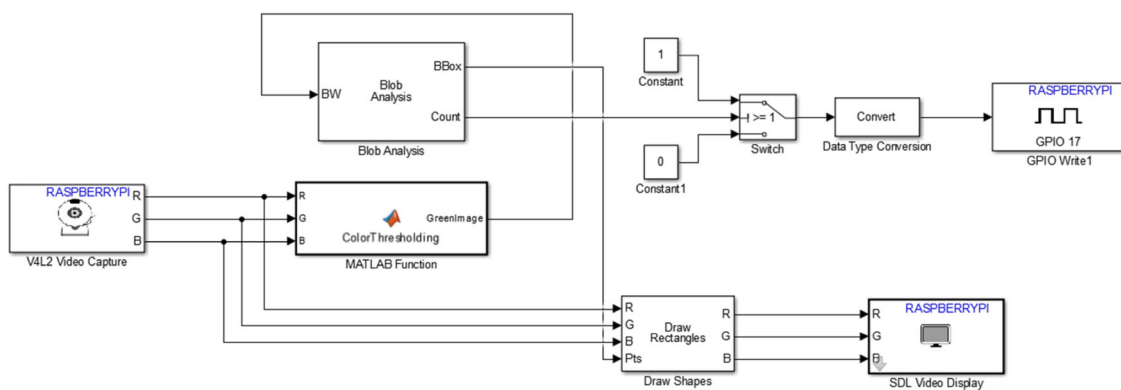 BW
Blob
Analysis
BBox
Count
Blob Analysis
1
Constant
>= 1
Switch
0
Constant1
Convert
Data Type Conversion
RASPBERRYPI
GPIO 17
GPIO Write1
RASPBERRYPI
R
G
B
V4L2 Video Capture
R
G
B
GreenImage
ColorThresholding
MATLAB Function
R
G
B
Pts
Draw
Rectangles
R
G
B
Draw Shapes
RASPBERRYPI
R
G
B
SDL Video Display